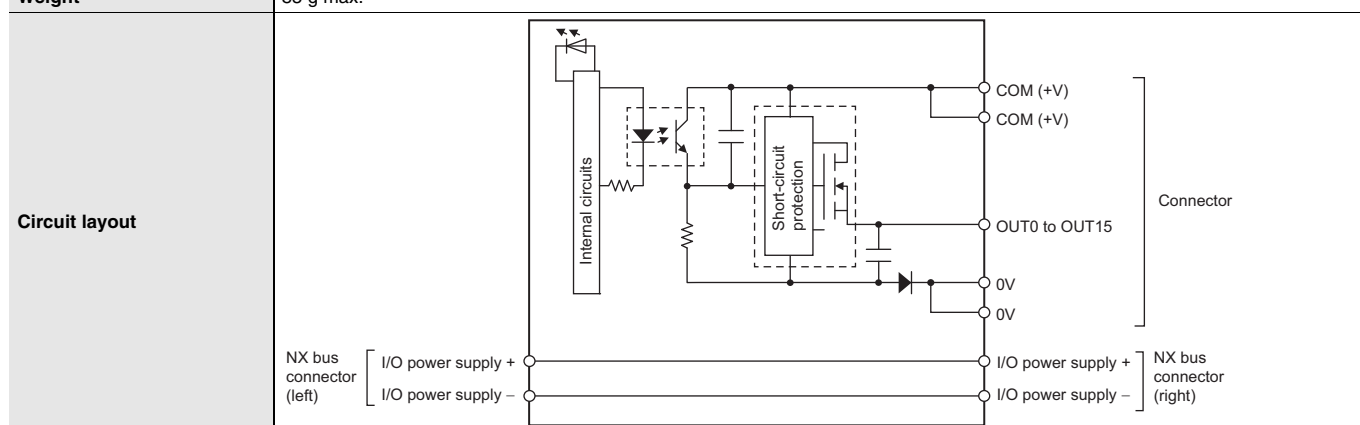 Weight
Circuit layout
Internal circuits
Short-circuit
protection
COM (+V)
COM (+V)
OUT0 to OUT15
0V
0V
Connector
NX bus
connector
(left)
I/O power supply +
I/O power supply −
I/O power supply +
I/O power supply −
NX bus
connector
(right)